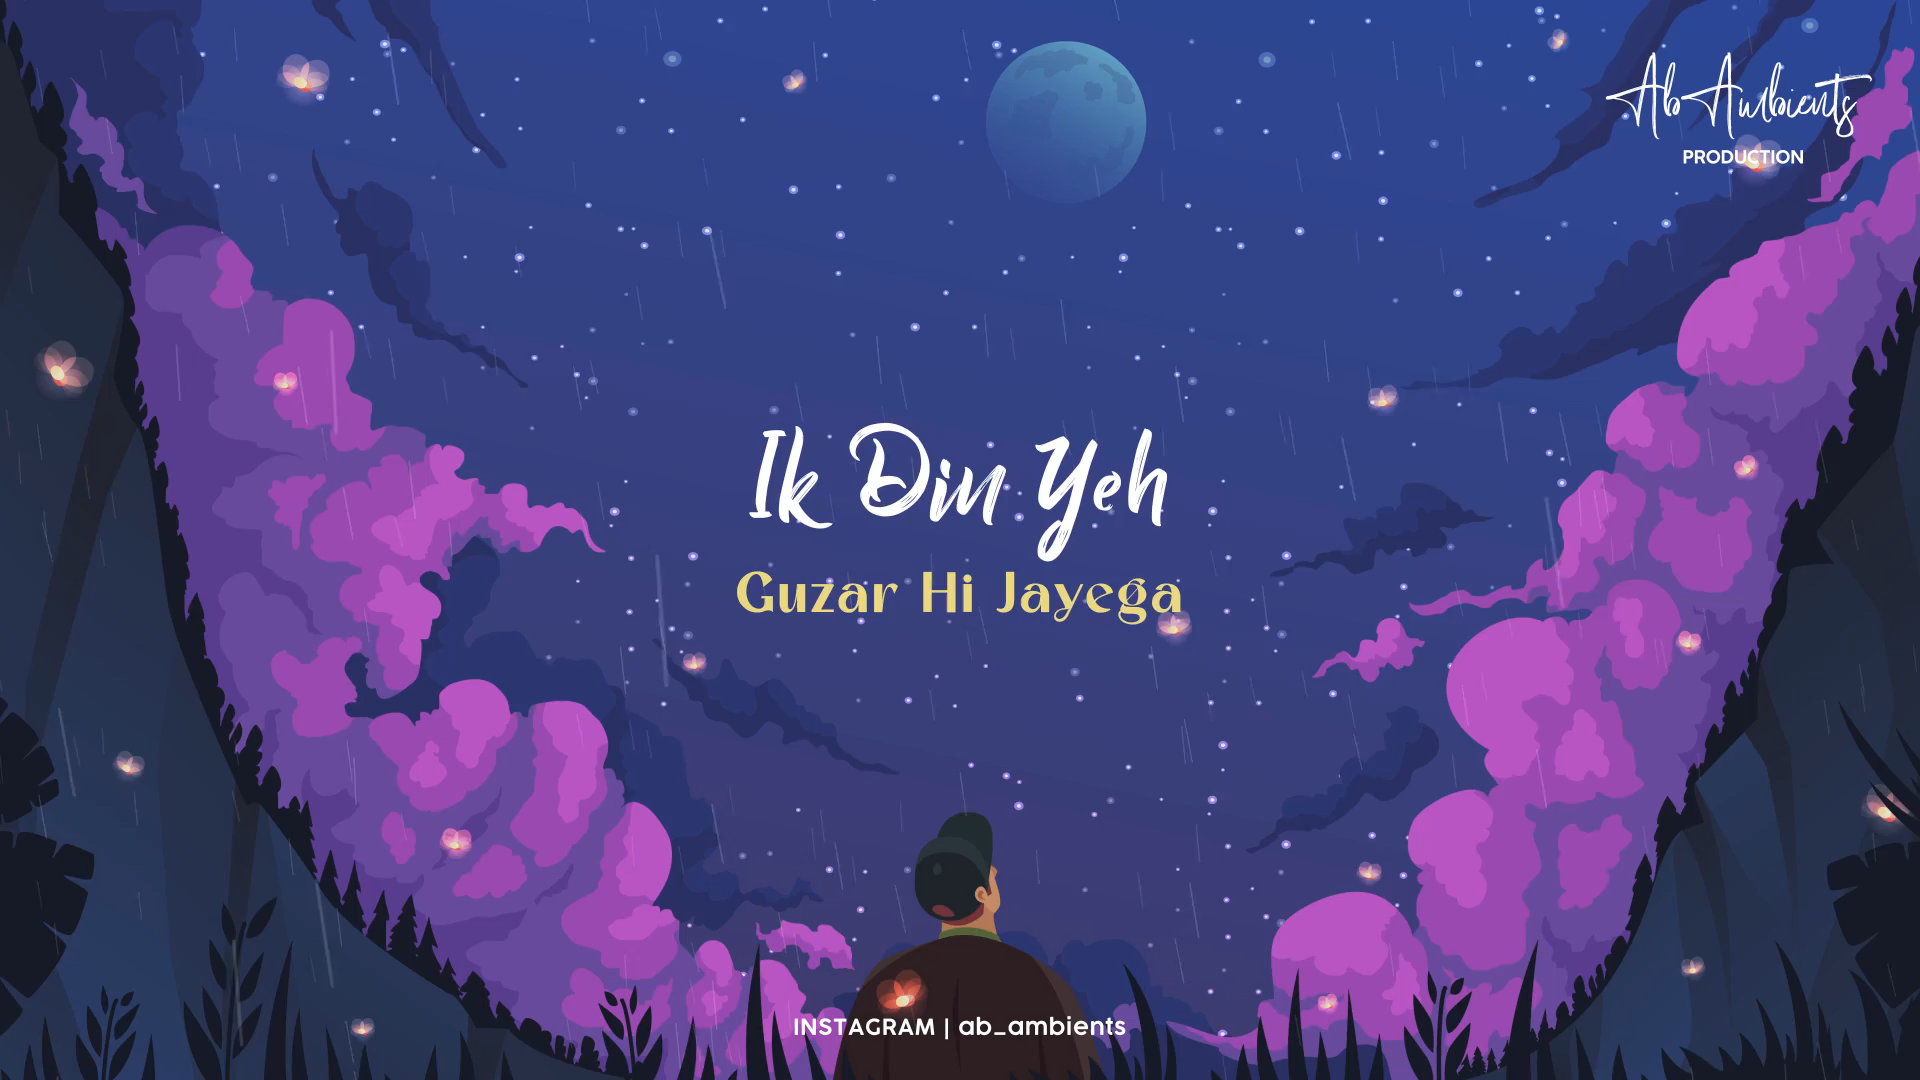 Ab Ambients
PRODUCTION
Ik Din Yeh
Guzar Hi Jayega
INSTAGRAM | ab_ambients